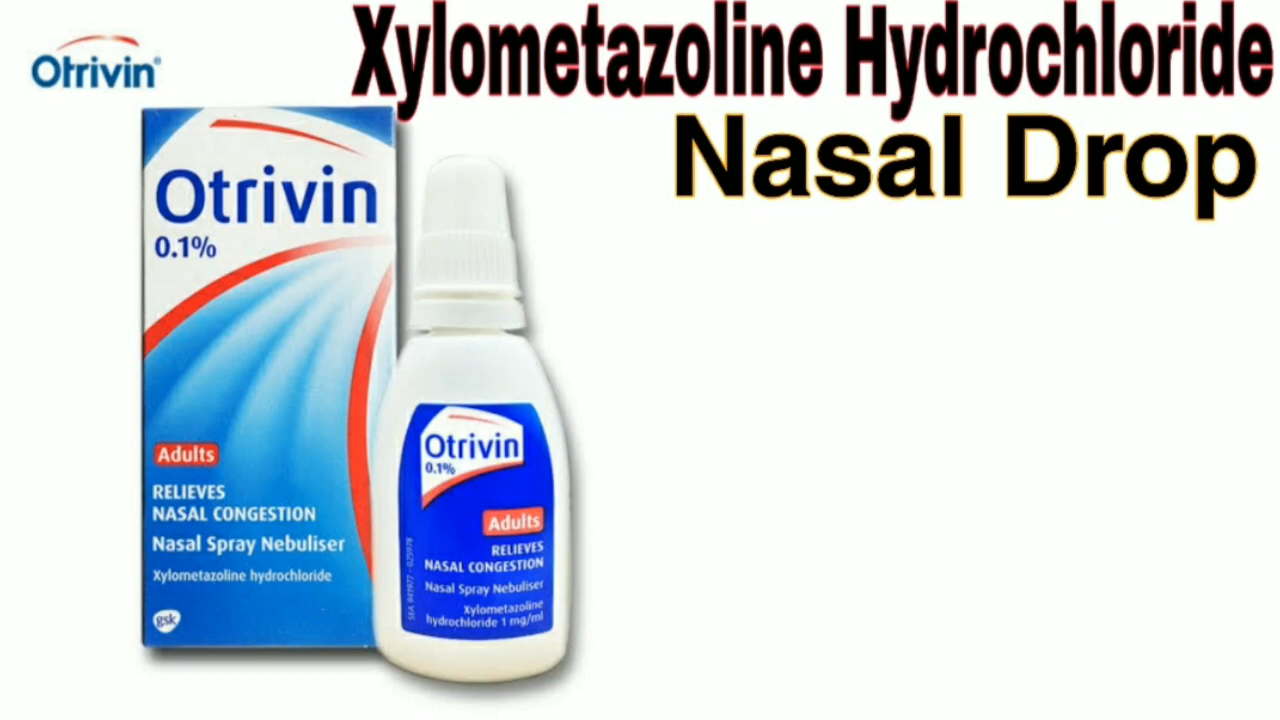 Xylometazoline Hydrochloride
Nasal Drop
Otrivin®
Otrivin
0.1%
Adults
RELIEVES
NASAL CONGESTION
Nasal Spray Nebuliser
Xylometazoline hydrochloride
gsk
Otrivin
0.1%
Adults
RELIEVES
NASAL CONGESTION
Nasal Spray Nebuliser
Xylometazoline
hydrochloride 1 mg/ml